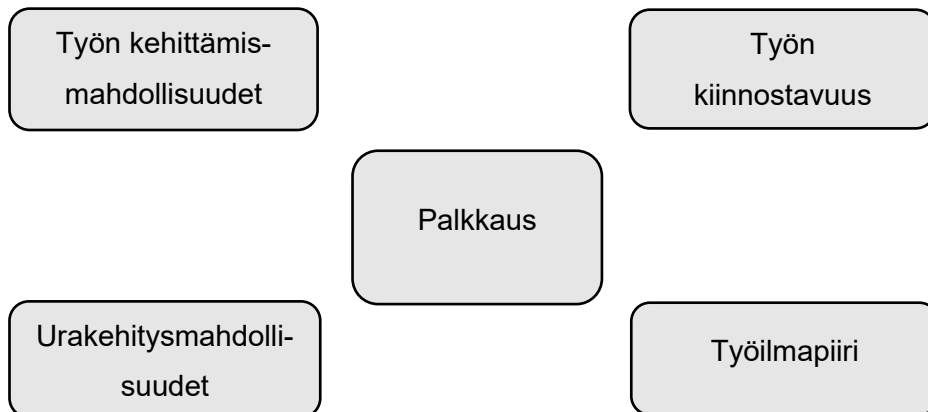 Työn kehittämis-
mahdollisuudet
Työn
kiinnostavuus
Palkkaus
Urakehitysmahdolli-
suudet
Työilmapiiri